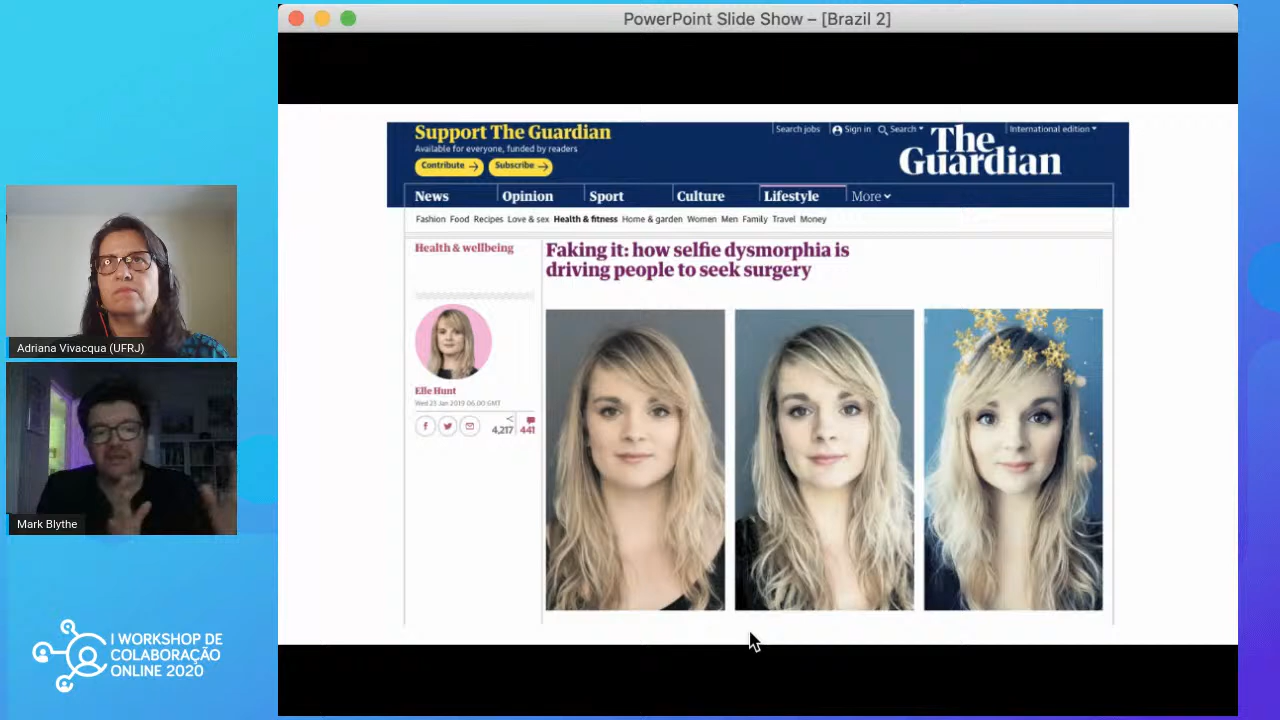 PowerPoint Slide Show – [Brazil 2]
Support The Guardian
Available for everyone, funded by readers
Contribute →
Subscribe →
Search jobs
Sign in
Search
International edition
The
Guardian
News
Opinion
Sport
Culture
Lifestyle
More
Fashion Food Recipes Love & sex Health & fitness Home & garden Women Men Family Travel Money
Health & wellbeing
Faking it: how selfie dysmorphia is
driving people to seek surgery
Elle Hunt
Wed 23 Jan 2019 06.00 GMT
4,217
441
Adriana Vivacqua (UFRJ)
Mark Blythe
I WORKSHOP DE
COLABORAÇÃO
ONLINE 2020